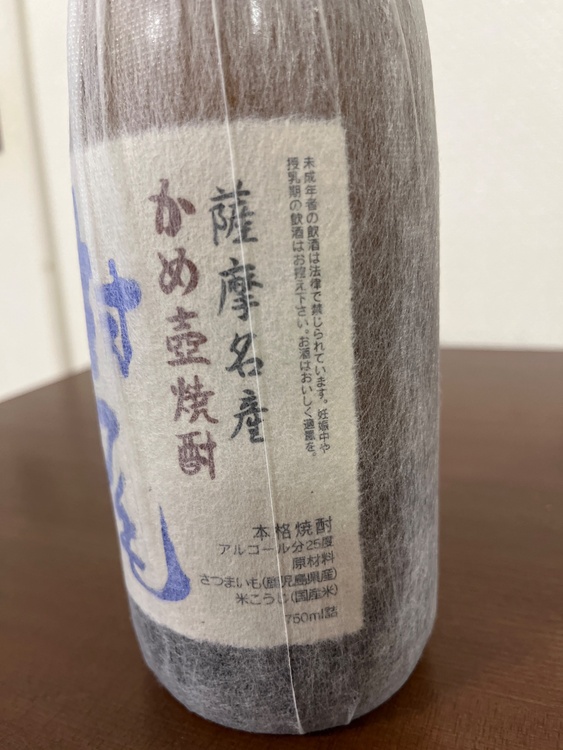 未成年者の飲酒は法律で禁じられています。妊娠中や
授乳期の飲酒はお控え下さい。お酒はおいしく適量を。
薩摩名産
かめ壺焼酎
本格焼酎
アルコール分25度
原材料
さつまいも(鹿児島県産)
米こうじ(国産米)
750ml詰